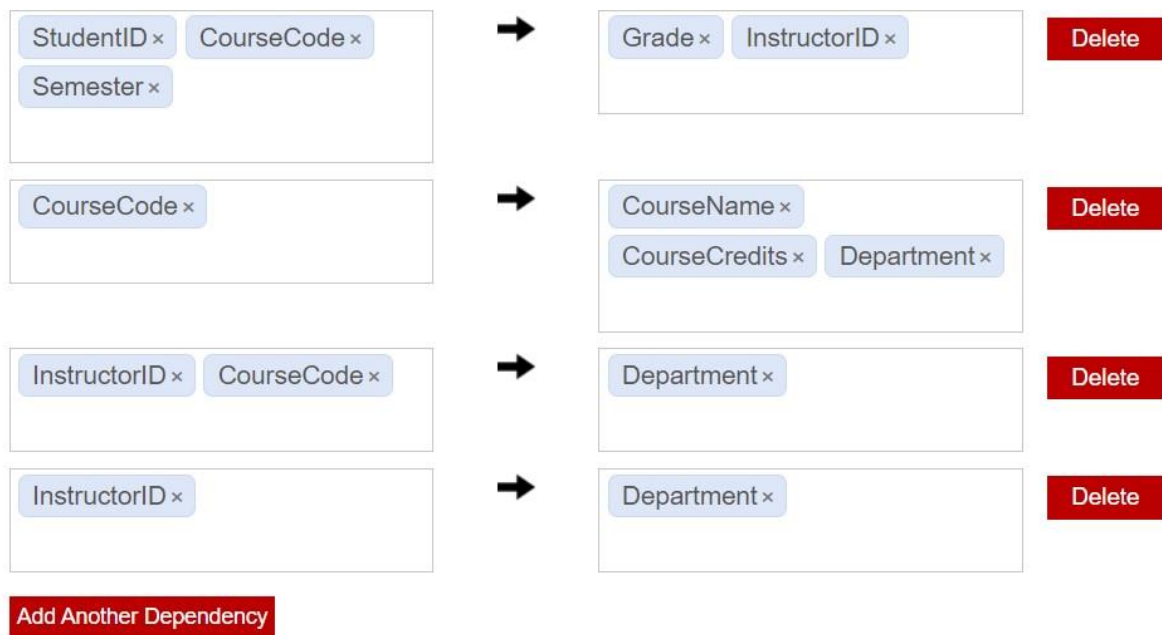 StudentID × CourseCode × Grade × InstructorID × Delete
Semester ×
CourseCode × CourseName × Delete
CourseCredits × Department ×
InstructorID × CourseCode × Department × Delete
InstructorID × Department × Delete
Add Another Dependency